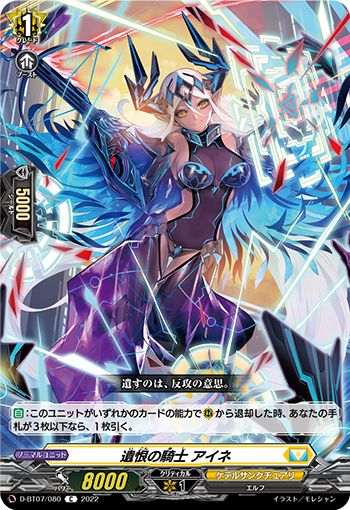 1
グレード
ブースト
5000
シールド
遺すのは、反攻の意思。
自:このユニットがいずれかのカードの能力でRから退却した時、あなたの手
札が3枚以下なら、1枚引く。
ノーマルユニット
遺恨の騎士 アイネ
パワー
8000
クリティカル
1
ケテルサンクチュアリ
エルフ
D-BT07/080 C 2022
イラスト/モレシャン